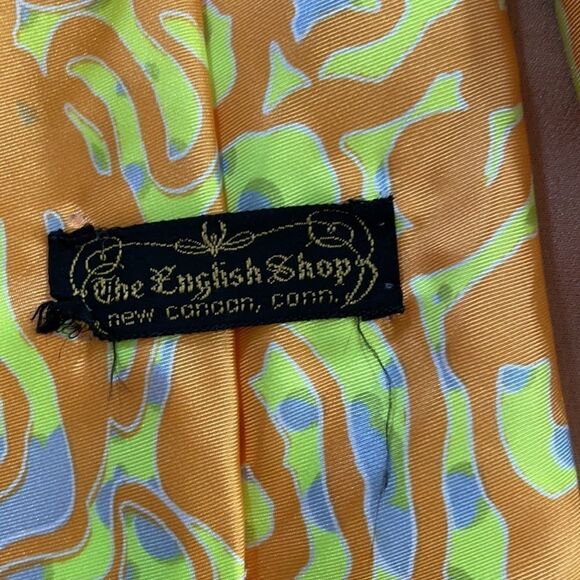 The English Shop
new canaan, conn.